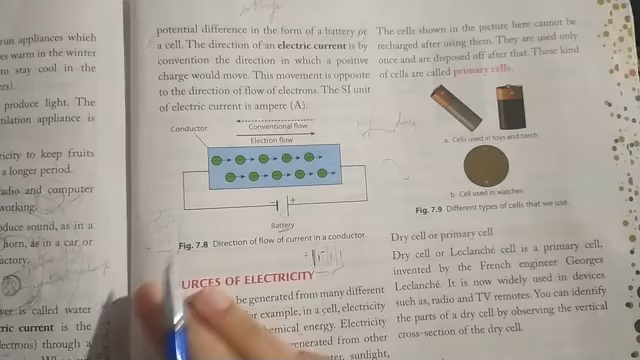 run appliances which
es warm in the winter
to stay cool in the
ers).
produce light. The
tilation appliance is
ricity to keep fruits
a longer period.
radio and computer
working.
oduce sound, as in a
horn, as in a car or
actory.
ver is called water
ric current is the
lectrons) through a
potential difference in the form of a battery or
a cell. The direction of an electric current is by
convention the direction in which a positive
charge would move. This movement is opposite
to the direction of flow of electrons. The SI unit
of electric current is ampere (A).
Conductor
Conventional flow
Electron flow
Battery
Fig. 7.8 Direction of flow of current in a conductor.
URCES OF ELECTRICITY
be generated from many different
or example, in a cell, electricity
emical energy. Electricity
generated from other
ter, sunlight,
The cells shown in the picture here cannot be
recharged after using them. They are used only
once and are disposed off after that. These kind
of cells are called primary cells.
a. Cells used in toys and torch
b. Cell used in watches
Fig. 7.9 Different types of cells that we use.
Dry cell or primary cell
Dry cell or Leclanché cell is a primary cell,
invented by the French engineer Georges
Leclanché. It is now widely used in devices
such as, radio and TV remotes. You can identify
the parts of a dry cell by observing the vertical
cross-section of the dry cell.